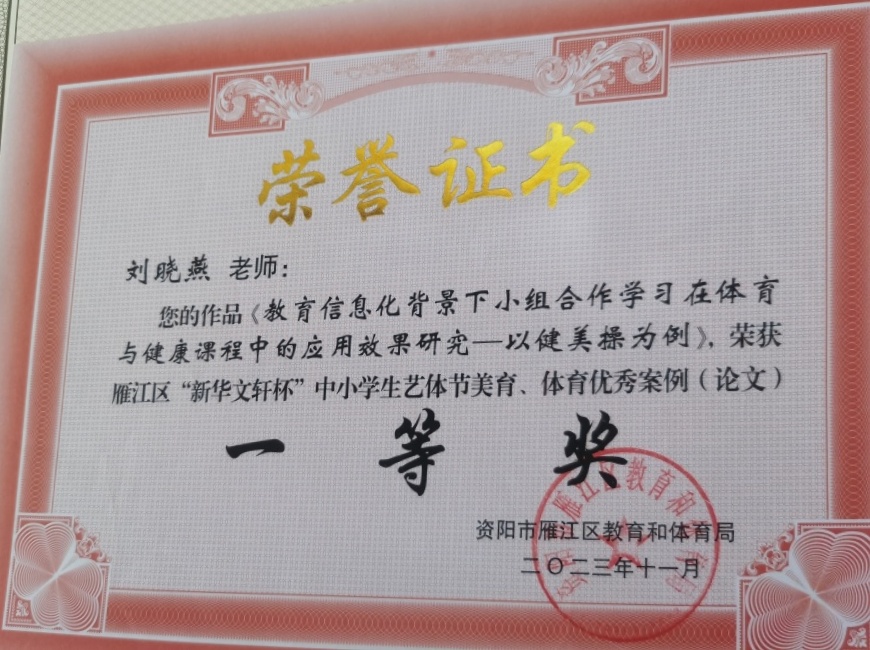 荣誉证书
刘晓燕 老师：
您的作品《教育信息化背景下小组合作学习在体育
与健康课程中的应用效果研究—以健美操为例》，荣获
雁江区“新华文轩杯”中小学生艺体节美育、体育优秀案例（论文）
一等奖
资阳市雁江区教育和体育局
二〇二三年十一月